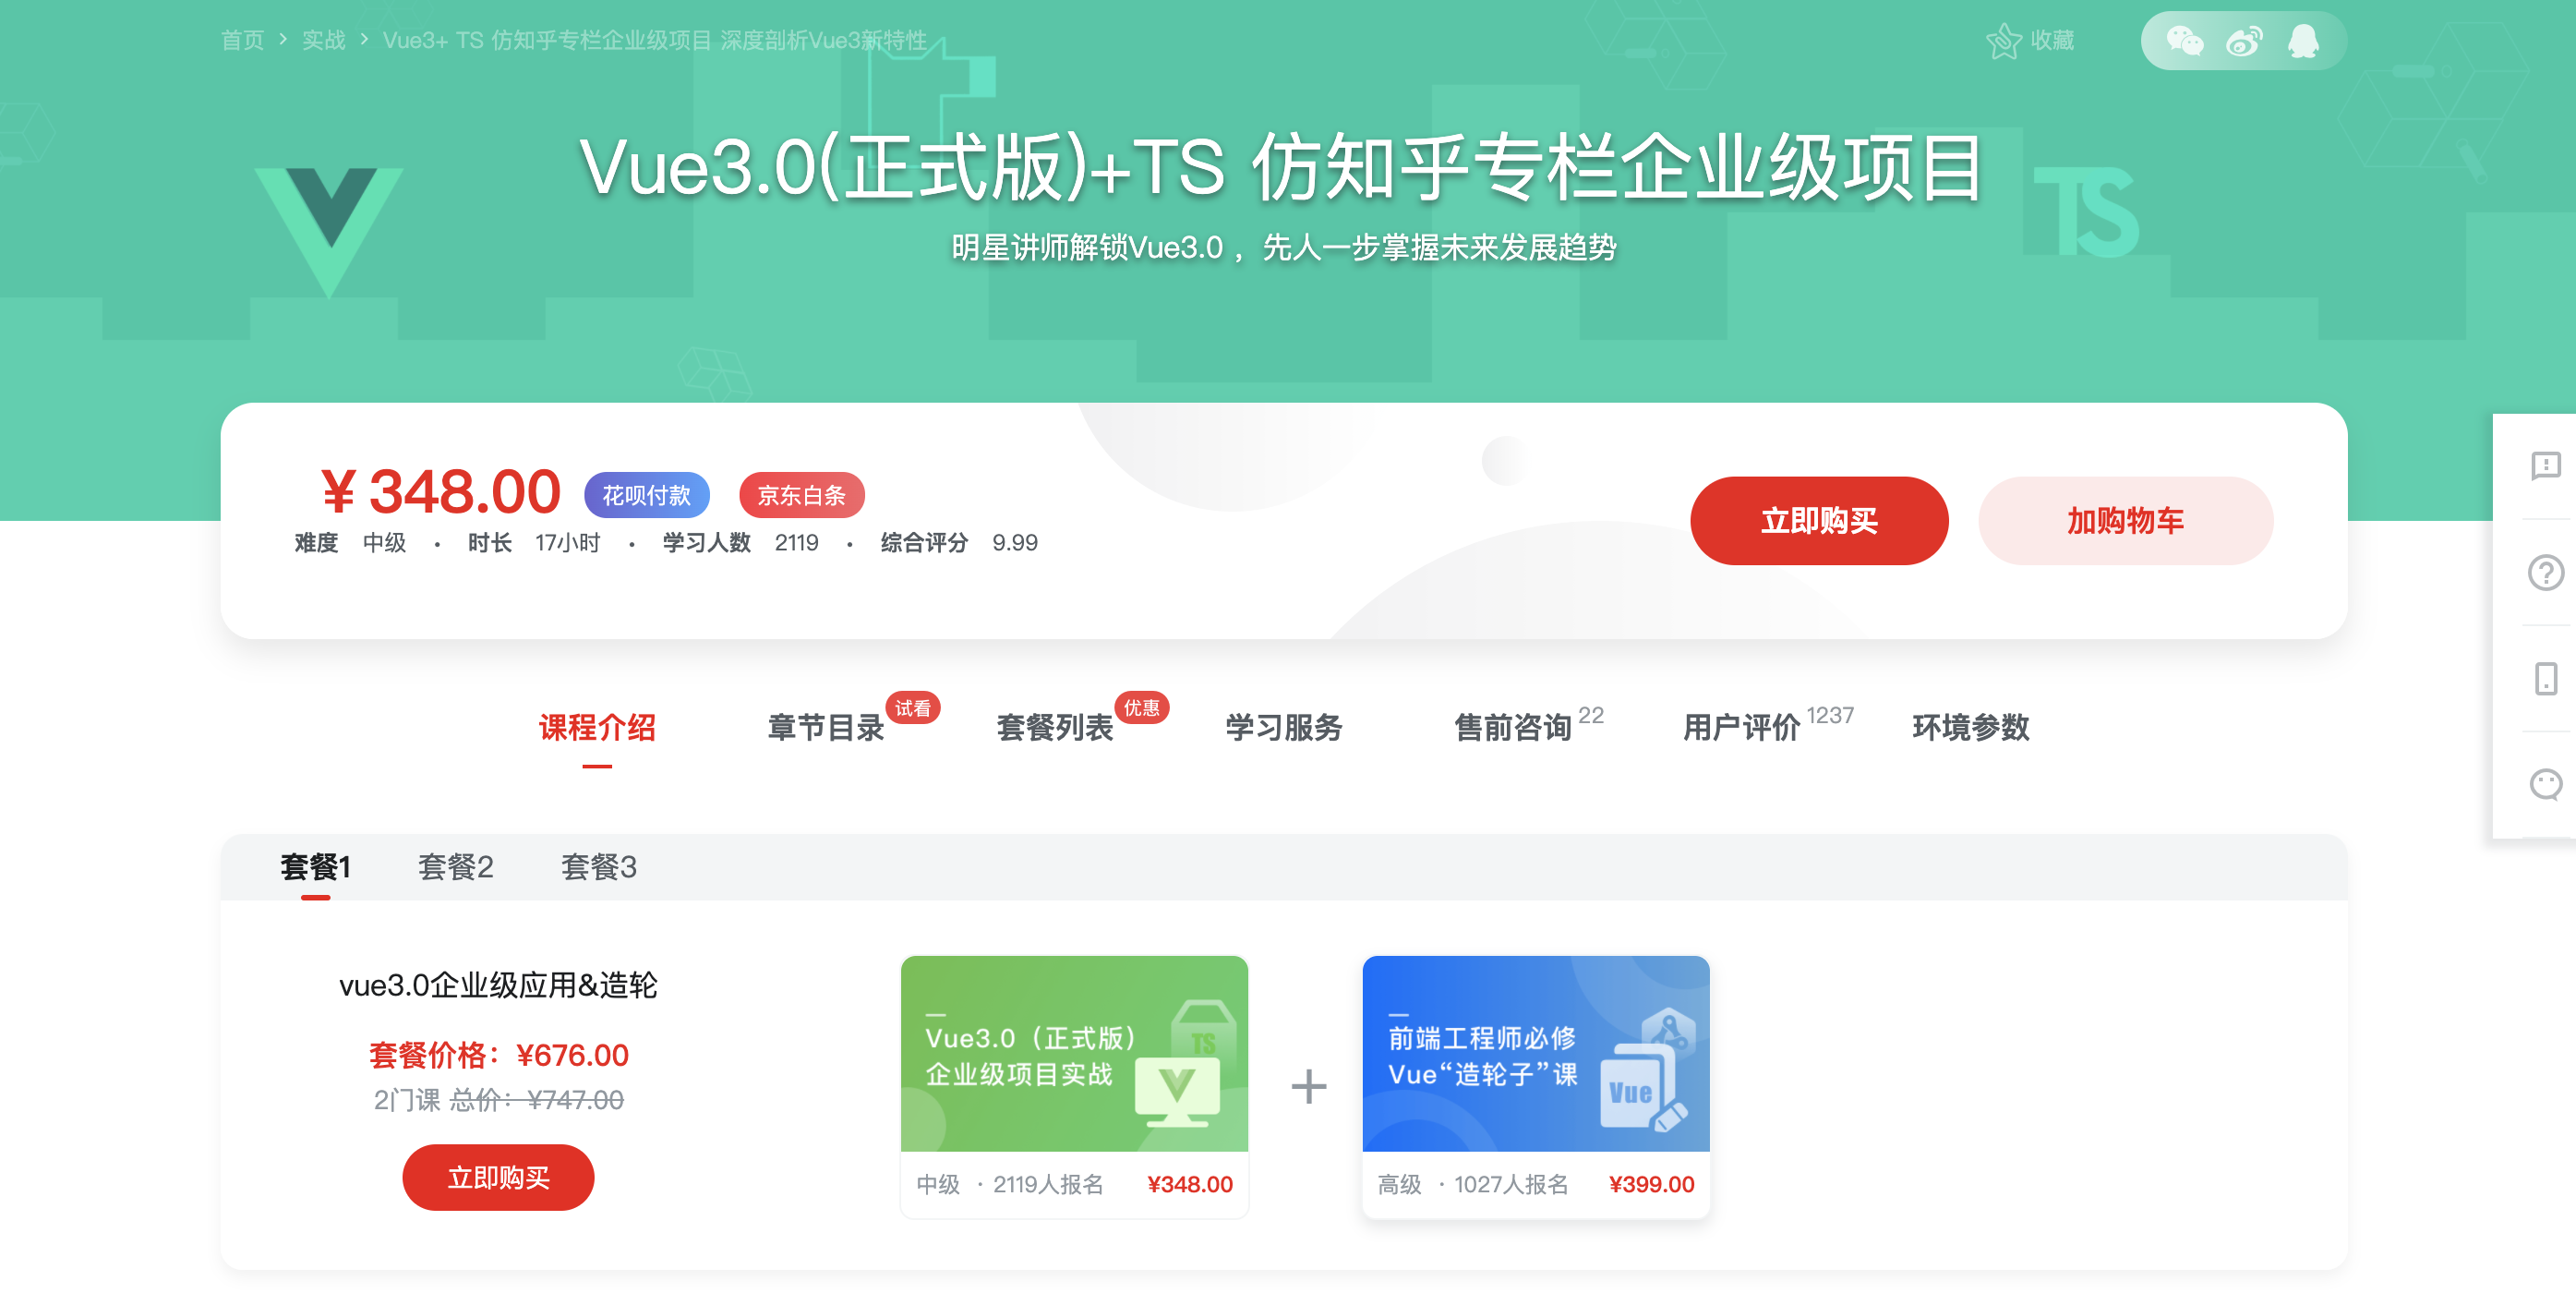 首页 > 实战 > Vue3+ TS 仿知乎专栏企业级项目 深度剖析Vue3新特性
收藏
Vue3.0(正式版)+TS 仿知乎专栏企业级项目
TS
明星讲师解锁Vue3.0 ，先人一步掌握未来发展趋势
¥ 348.00 花呗付款 京东白条
难度 中级 · 时长 17小时 · 学习人数 2119 · 综合评分 9.99
立即购买 加购物车
课程介绍 章节目录 试看 套餐列表 优惠 学习服务 售前咨询 22 用户评价 1237 环境参数
套餐1 套餐2 套餐3
vue3.0企业级应用&造轮
套餐价格：¥676.00
2门课 总价：¥747.00
立即购买
Vue3.0（正式版）
企业级项目实战
TS
中级 · 2119人报名 ¥348.00
+
前端工程师必修
Vue“造轮子”课
Vue
高级 · 1027人报名 ¥399.00